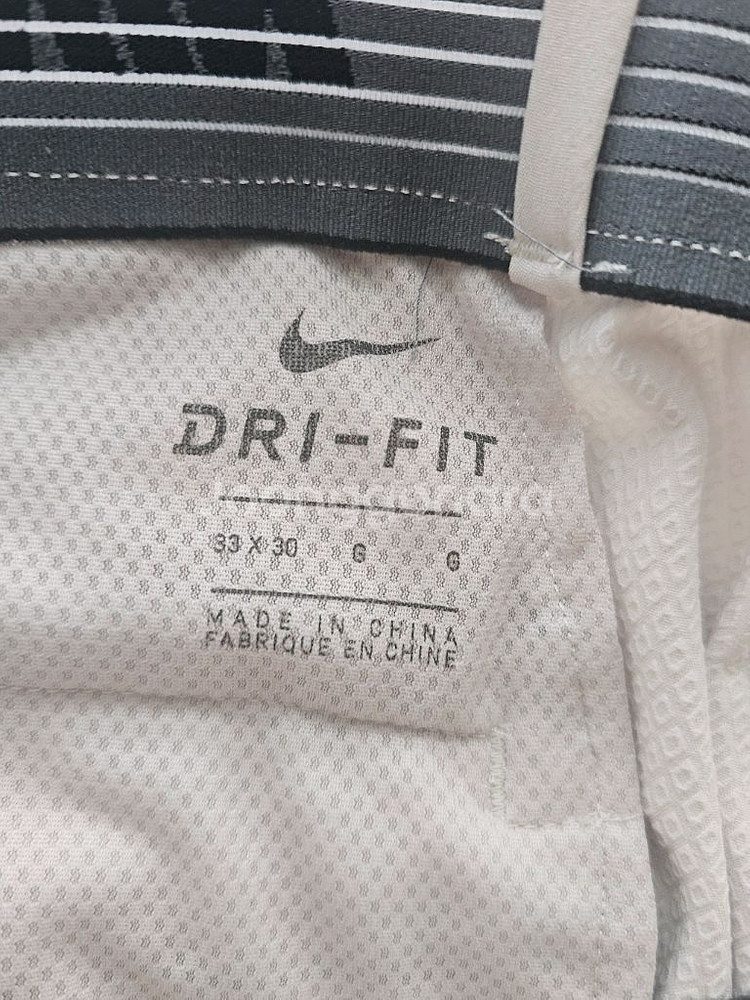 DRI-FIT
33 X 30 G G
MADE IN CHINA
FABRIQUE EN CHINE